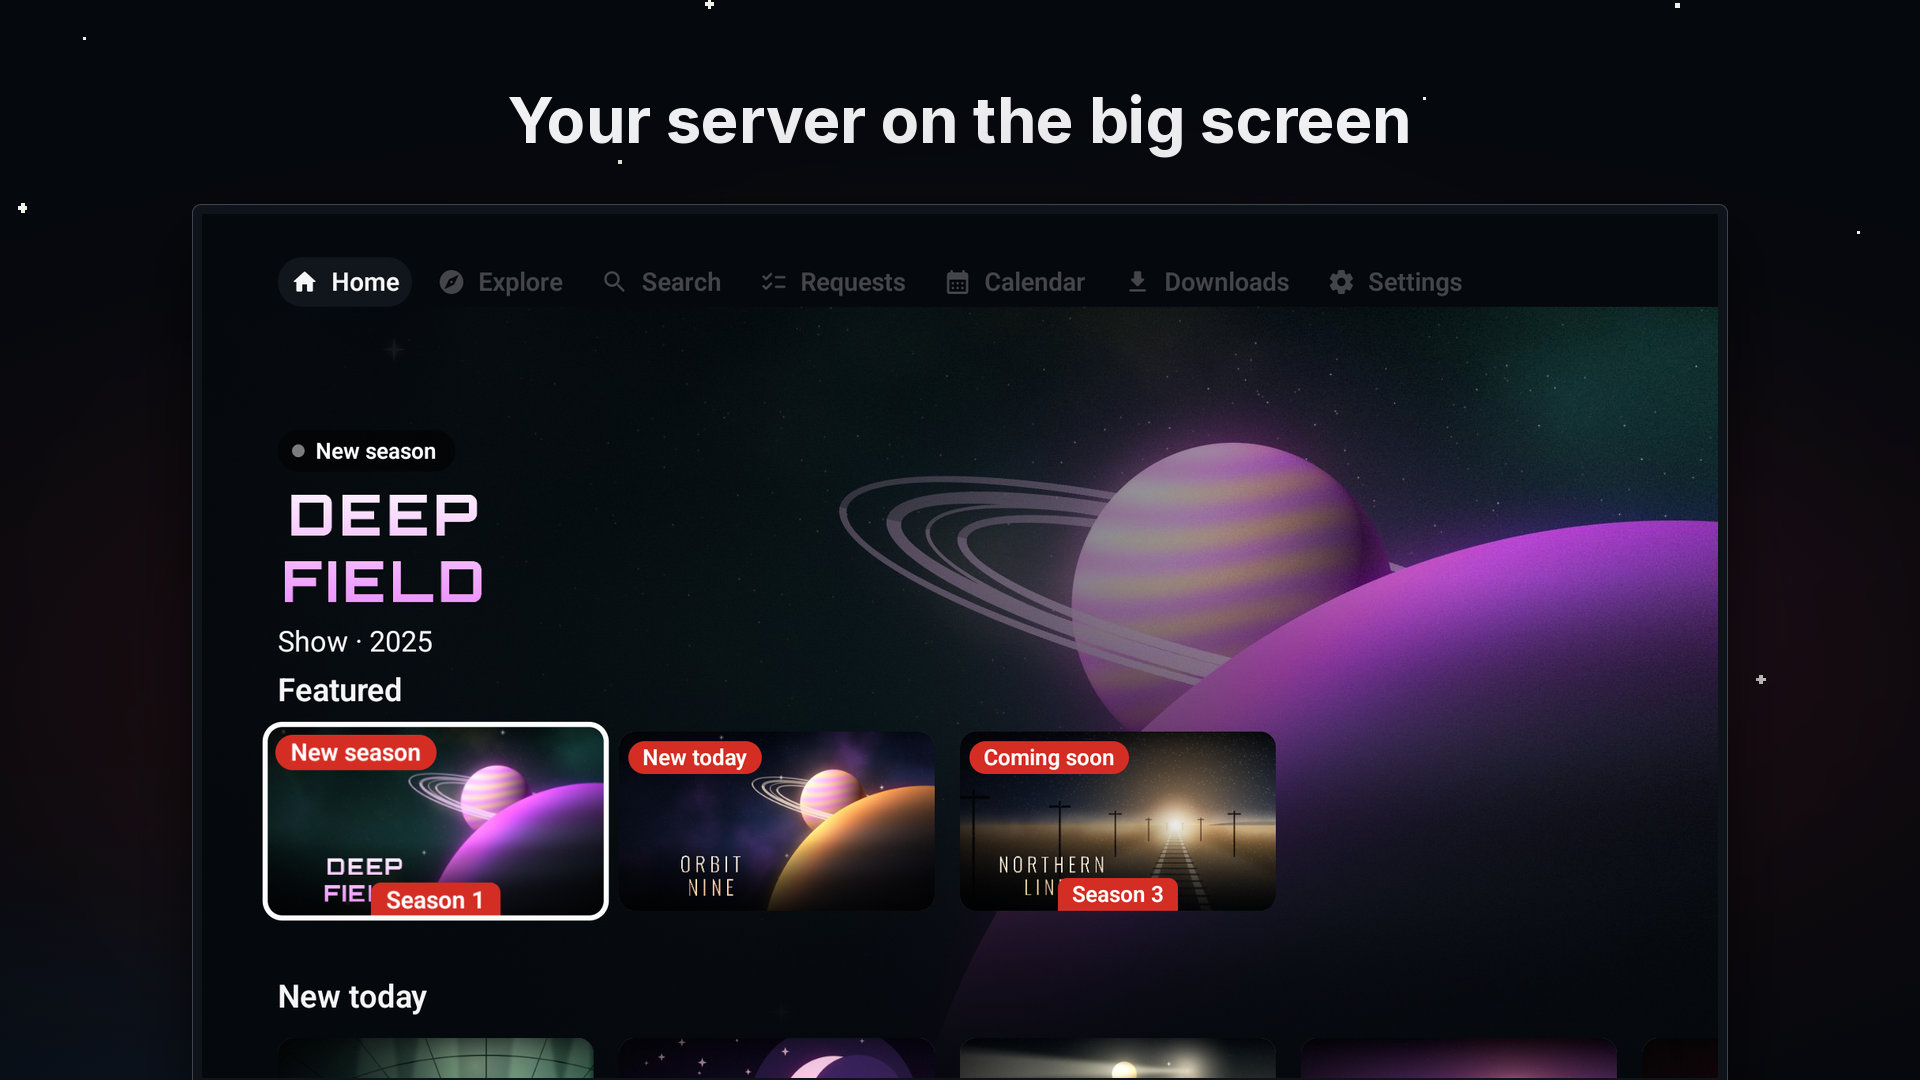 Your server on the big screen
Home
Explore
Search
Requests
Calendar
Downloads
Settings
New season
DEEP
FIELD
Show · 2025
Featured
New season
DEEP
Season 1
New today
ORBIT
NINE
Coming soon
NORTHERN
Season 3
New today